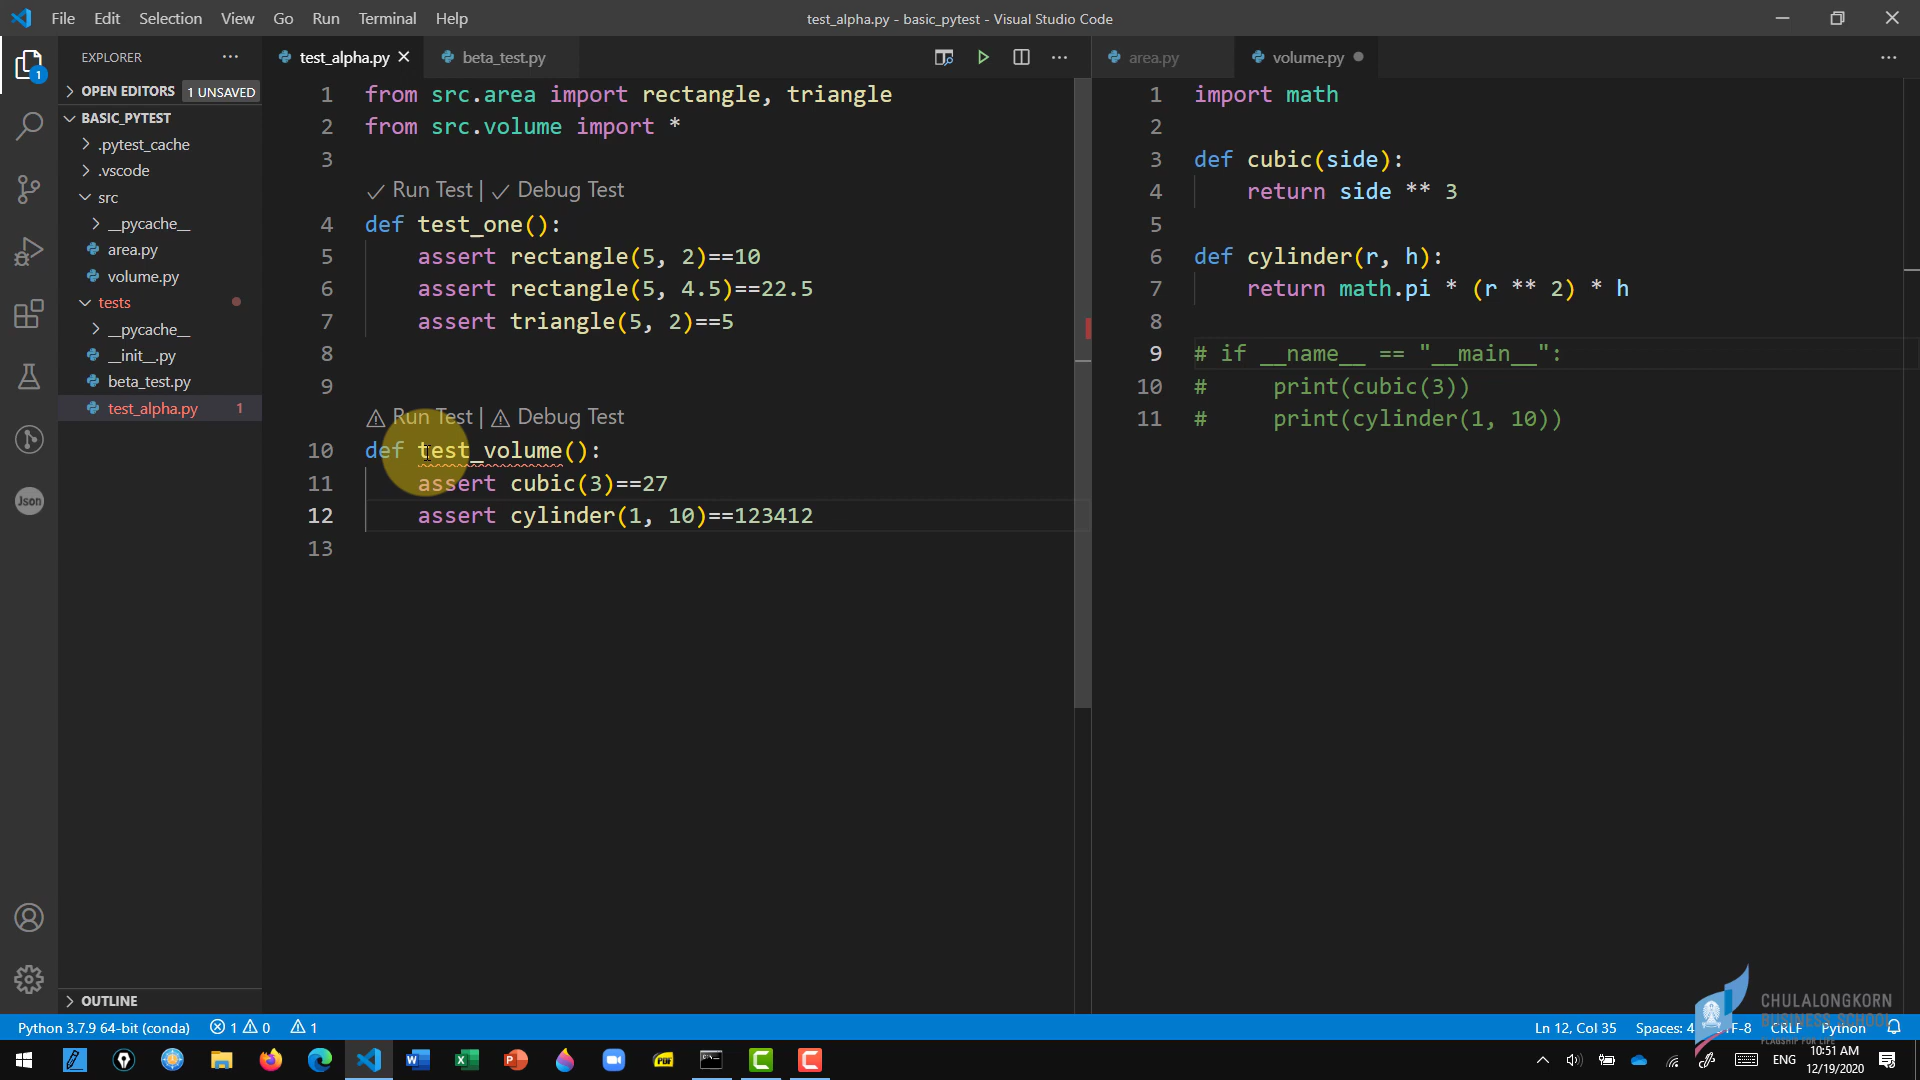 File Edit Selection View Go Run Terminal Help
test_alpha.py - basic_pytest - Visual Studio Code
EXPLORER
OPEN EDITORS 1 UNSAVED
BASIC_PYTEST
.pytest_cache
.vscode
src
__pycache__
area.py
volume.py
tests
__pycache__
__init__.py
beta_test.py
test_alpha.py 1
OUTLINE
1
Json
test_alpha.py
beta_test.py
1 from src.area import rectangle, triangle
2 from src.volume import *
3
Run Test | Debug Test
4 def test_one():
5 assert rectangle(5, 2)==10
6 assert rectangle(5, 4.5)==22.5
7 assert triangle(5, 2)==5
8
9
Run Test | Debug Test
10 def test_volume():
11 assert cubic(3)==27
12 assert cylinder(1, 10)==123412
13
area.py
volume.py
1 import math
2
3 def cubic(side):
4 return side ** 3
5
6 def cylinder(r, h):
7 return math.pi * (r ** 2) * h
8
9 # if __name__ == "__main__":
10 # print(cubic(3))
11 # print(cylinder(1, 10))
CHULALONGKORN
BUSINESS SCHOOL
FLAGSHIP FOR LIFE
Python 3.7.9 64-bit (conda) 1 0 1
Ln 12, Col 35 Spaces: 4 CRLF Python
PDF
ENG
10:51 AM
12/19/2020